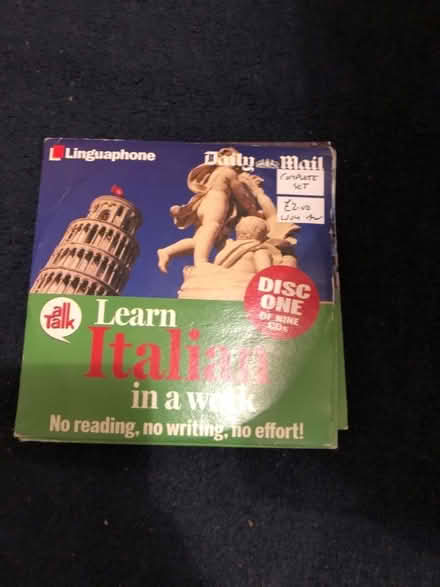 Linguaphone
Daily Mail
COMPLETE
SET
£2.00
DISC
ONE
OF NINE
CDs
all
Talk
Learn
Italian
in a week
No reading, no writing, no effort!